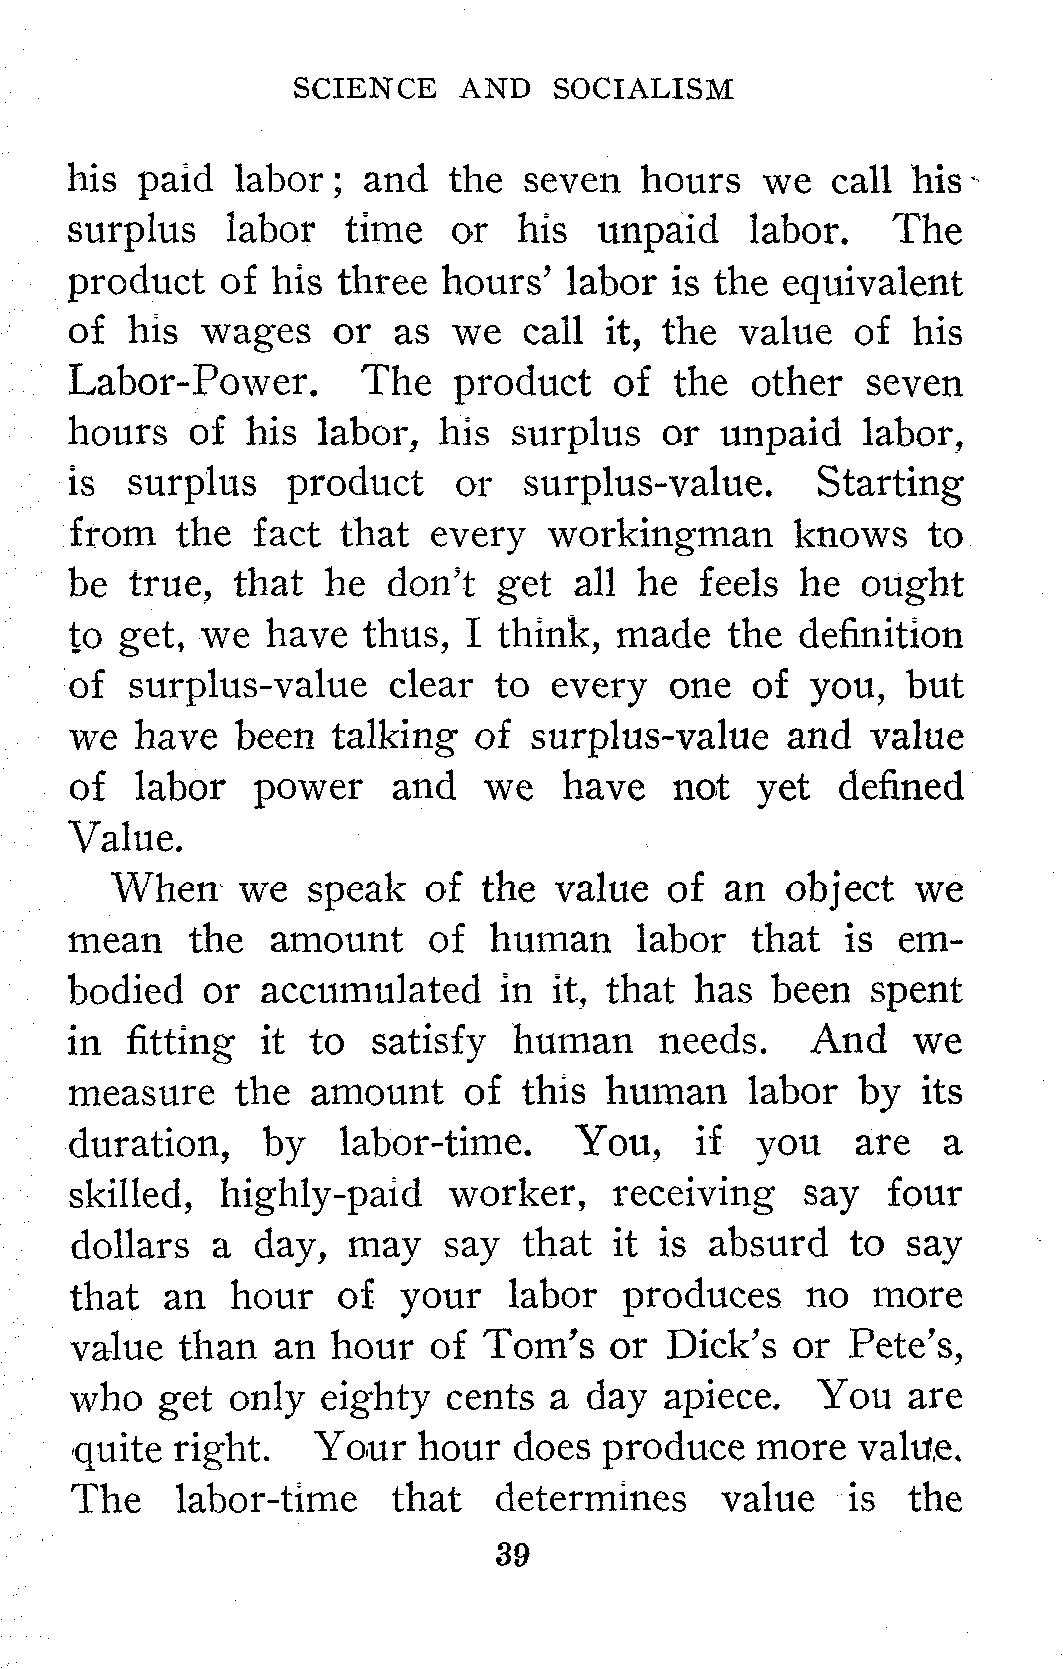 SCIENCE AND SOCIALISM
his paid labor; and the seven hours we call his
surplus labor time or his unpaid labor. The
product of his three hours' labor is the equivalent
of his wages or as we call it, the value of his
Labor-Power. The product of the other seven
hours of his labor, his surplus or unpaid labor,
is surplus product or surplus-value. Starting
from the fact that every workingman knows to
be true, that he don't get all he feels he ought
to get, we have thus, I think, made the definition
of surplus-value clear to every one of you, but
we have been talking of surplus-value and value
of labor power and we have not yet defined
Value.
When we speak of the value of an object we
mean the amount of human labor that is em-
bodied or accumulated in it, that has been spent
in fitting it to satisfy human needs. And we
measure the amount of this human labor by its
duration, by labor-time. You, if you are a
skilled, highly-paid worker, receiving say four
dollars a day, may say that it is absurd to say
that an hour of your labor produces no more
value than an hour of Tom's or Dick's or Pete's,
who get only eighty cents a day apiece. You are
quite right. Your hour does produce more value.
The labor-time that determines value is the
39